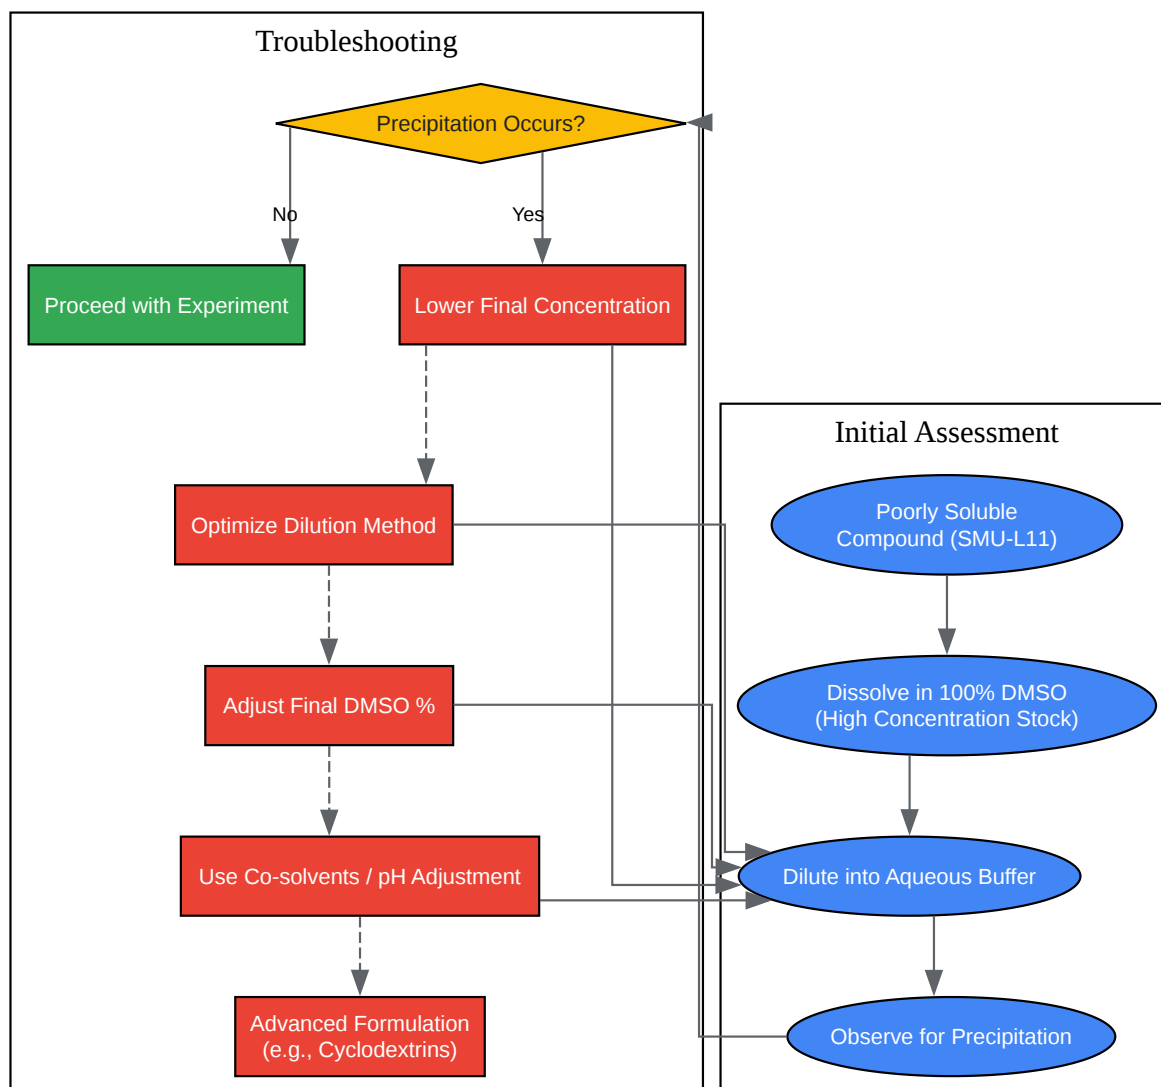 Troubleshooting
Precipitation Occurs?
No
Yes
Proceed with Experiment
Lower Final Concentration
Optimize Dilution Method
Adjust Final DMSO %
Use Co-solvents / pH Adjustment
Advanced Formulation
(e.g., Cyclodextrins)
Initial Assessment
Poorly Soluble
Compound (SMU-L11)
Dissolve in 100% DMSO
(High Concentration Stock)
Dilute into Aqueous Buffer
Observe for Precipitation